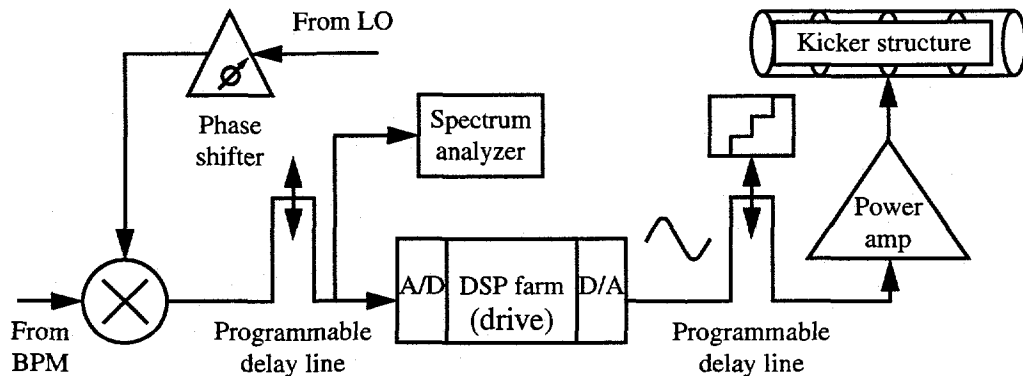 From LO
Kicker structure
Phase
shifter
Spectrum
analyzer
Power
amp
A/D
DSP farm
(drive)
D/A
From
BPM
Programmable
delay line
Programmable
delay line